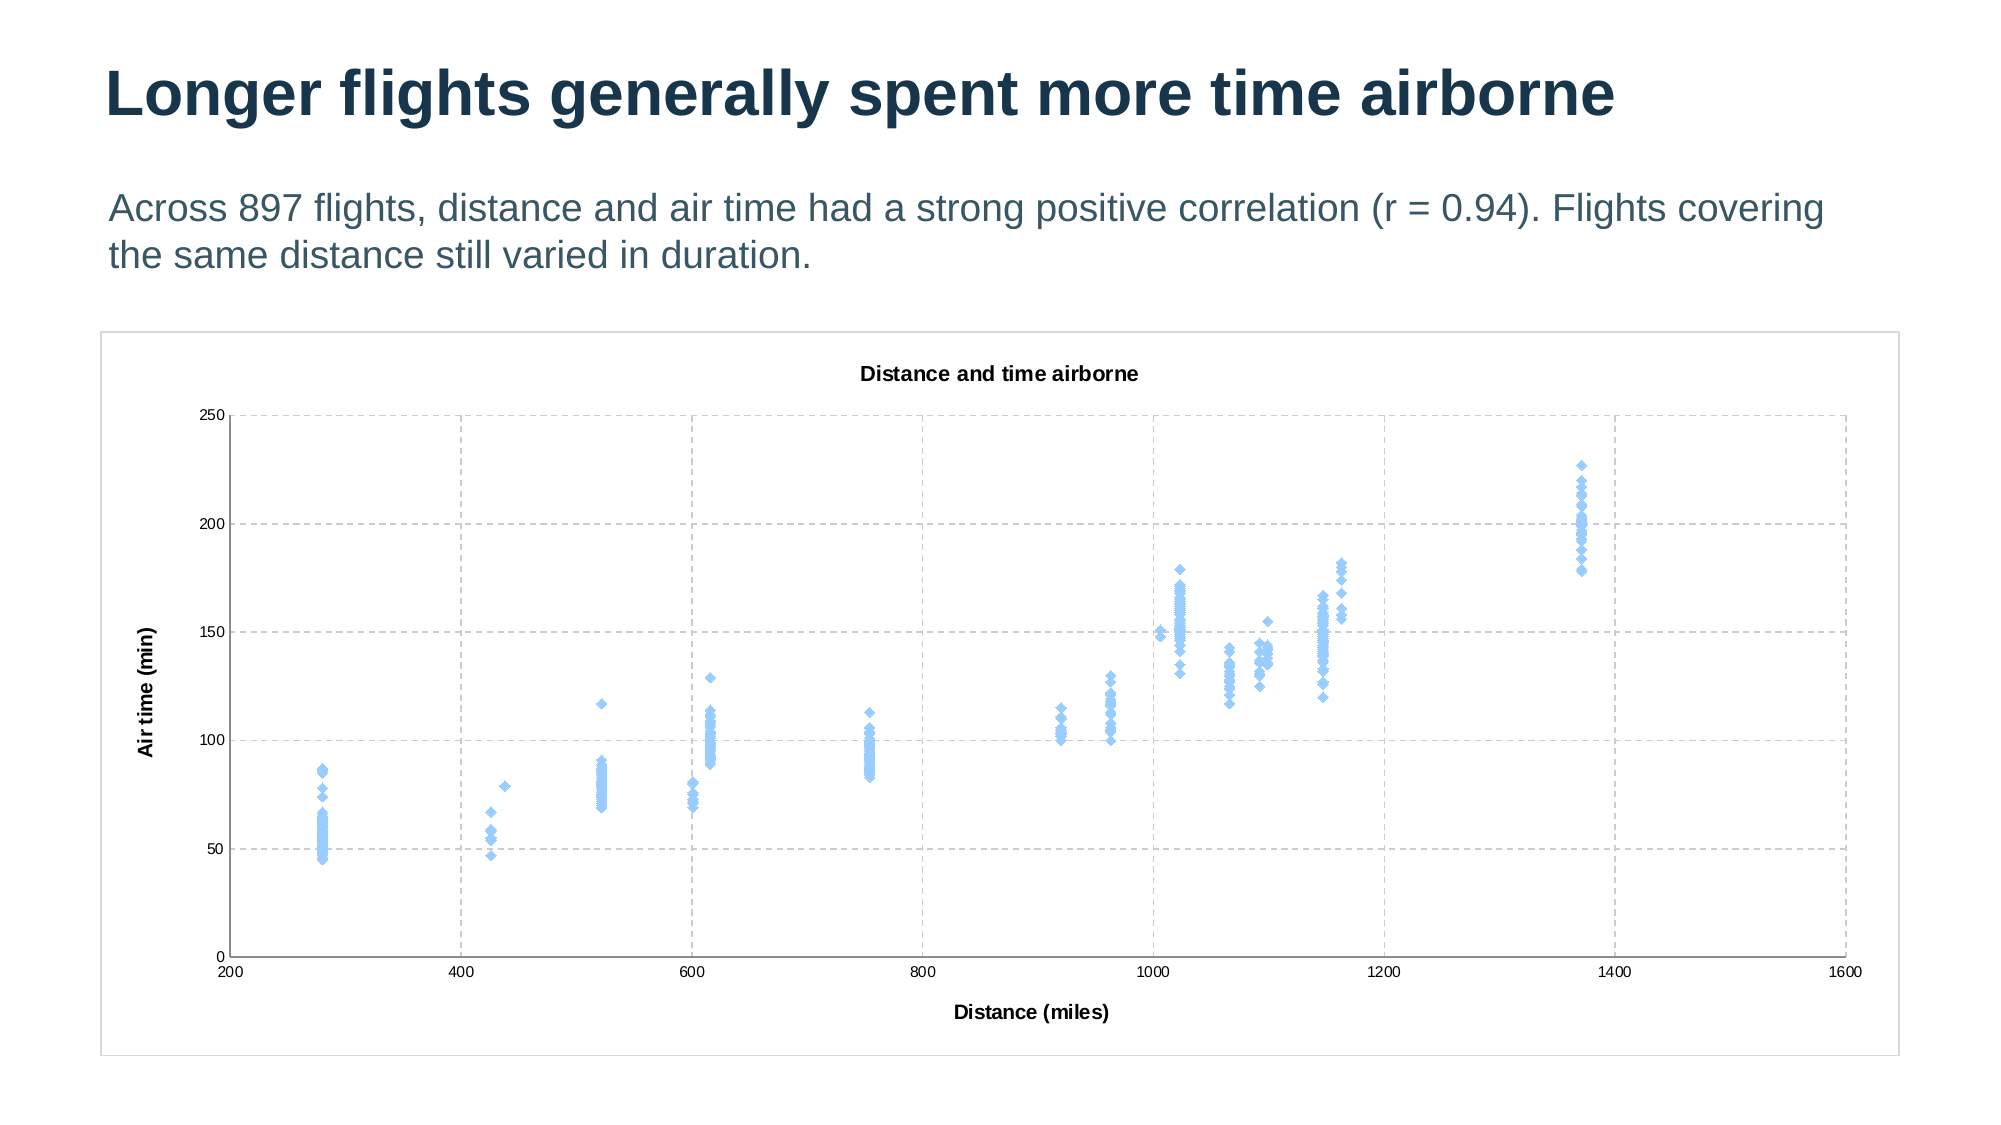 Longer flights generally spent more time airborne
Across 897 flights, distance and air time had a strong positive correlation (r = 0.94). Flights covering
the same distance still varied in duration.
Distance and time airborne
250
200
150
100
50
0
Air time (min)
200 400 600 800 1000 1200 1400 1600
Distance (miles)